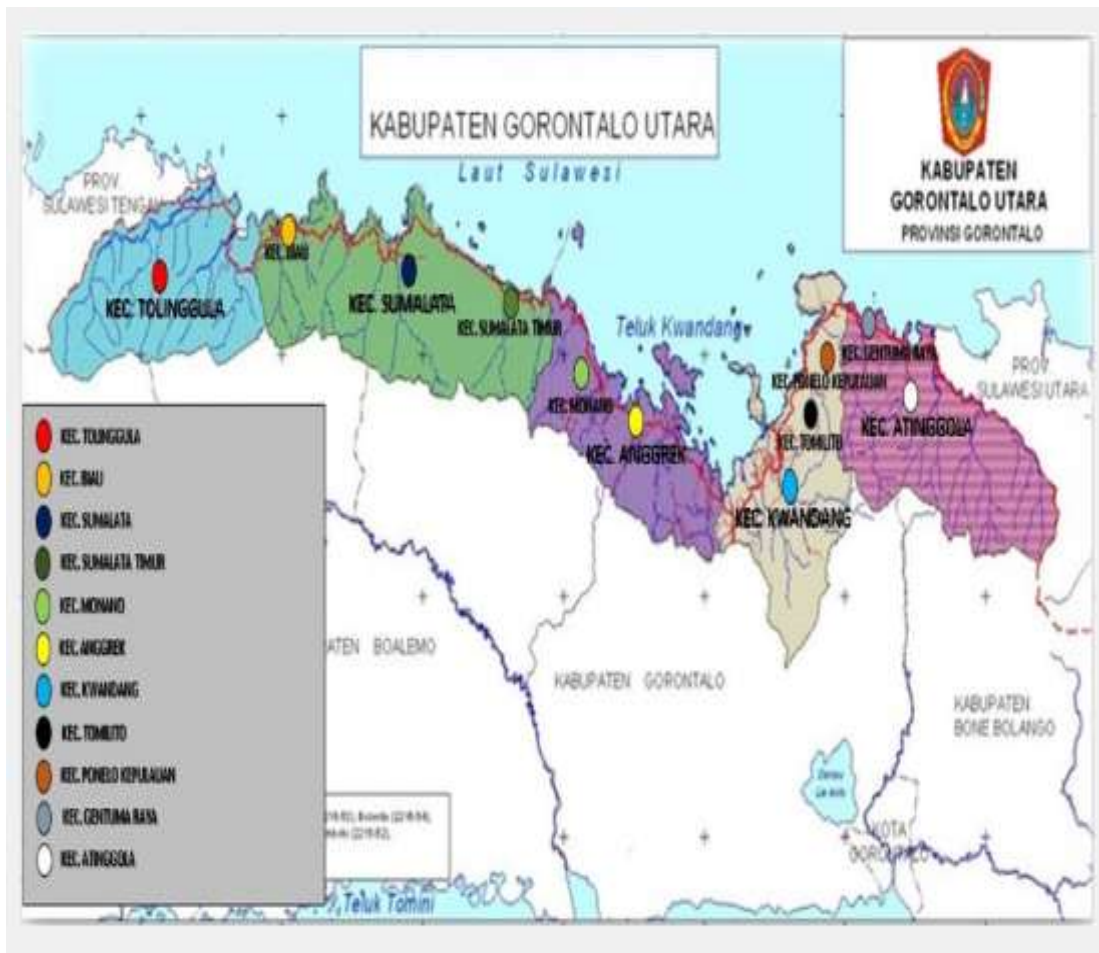 KABUPATEN GORONTALO UTARA
Laut Sulawesi
KABUPATEN
GORONTALO UTARA
PROVINSI GORONTALO
PROV.
SULAWESI TENGAH
KEC. BIAU
KEC. TOLINGGULA
KEC. SUMALATA
KEC. SUMALATA TIMUR
Teluk Kwandang
KEC. GENTUMA RAYA
KEC. PONELO KEPULAUAN
PROV.
SULAWESI UTARA
KEC. MONANO
KEC. ATINGGOLA
KEC. TOMILITO
KEC. ANGGREK
KEC. KWANDANG
KEC. TOLINGGULA
KEC. BIAU
KEC. SUMALATA
KEC. SUMALATA TIMUR
KEC. MONANO
KEC. ANGGREK
KEC. KWANDANG
KEC. TOMILITO
KEC. PONELO KEPULAUAN
KEC. GENTUMA RAYA
KEC. ATINGGOLA
ATEN BOALEMO
KABUPATEN GORONTALO
KABUPATEN
BONE BOLANGO
Danau
KOTA
GORONTALO
Teluk Tomini